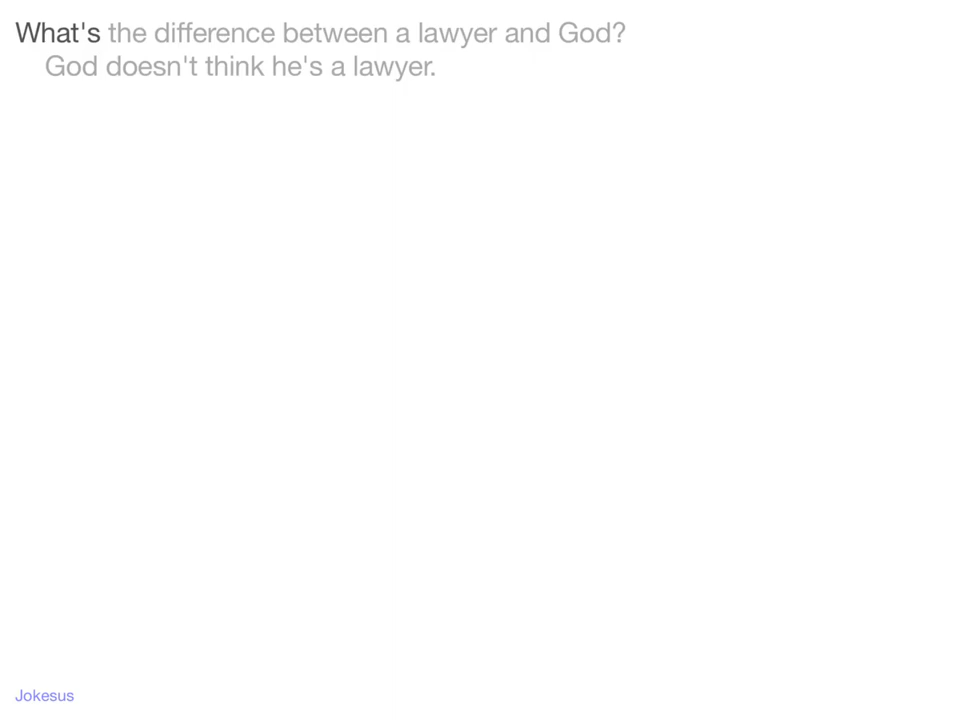 What's the difference between a lawyer and God?
God doesn't think he's a lawyer.
Jokesus